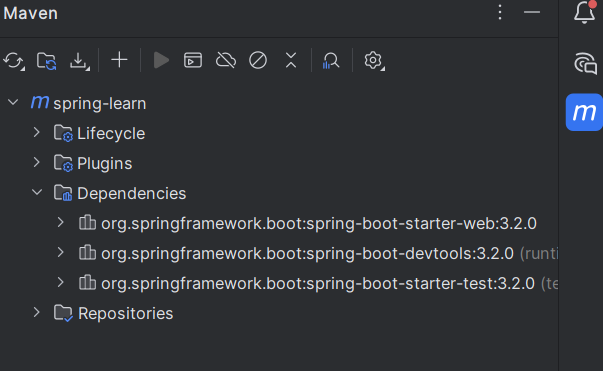 Maven
m spring-learn
Lifecycle
Plugins
Dependencies
org.springframework.boot:spring-boot-starter-web:3.2.0
org.springframework.boot:spring-boot-devtools:3.2.0 (runti
org.springframework.boot:spring-boot-starter-test:3.2.0 (te
Repositories
m